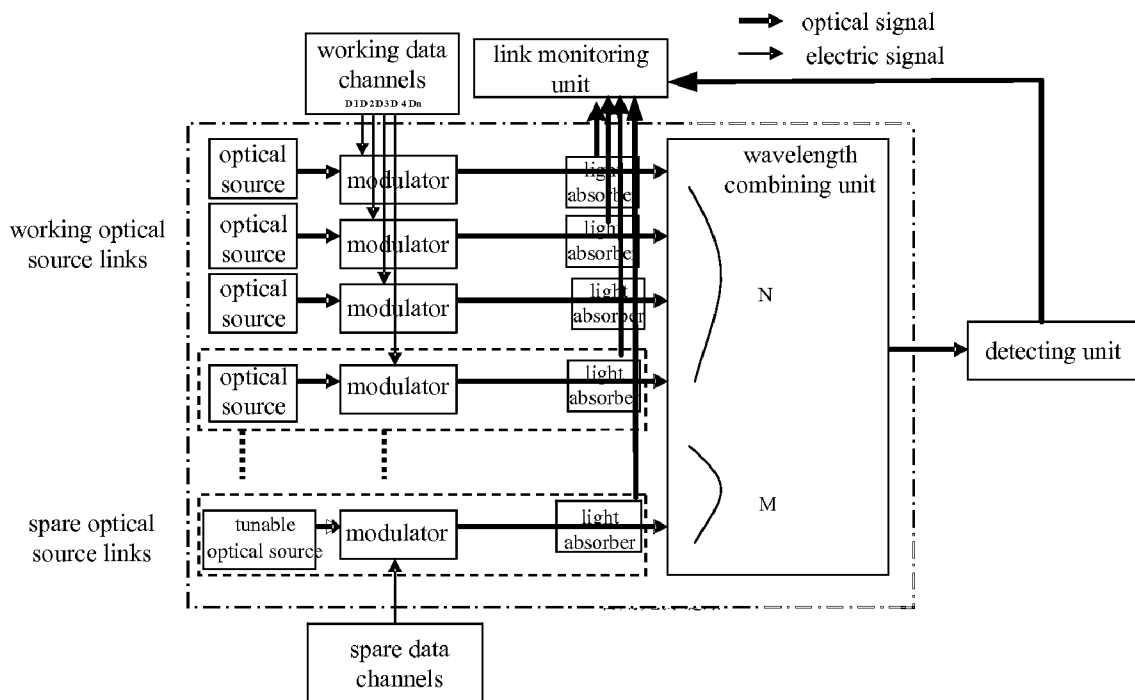 working data
channels
D1D2D3D4Dn
link monitoring
unit
optical signal
electric signal
working optical
source links
optical
source
modulator
light
absorber
optical
source
modulator
light
absorber
optical
source
modulator
light
absorber
optical
source
modulator
light
absorber
wavelength
combining unit
N
M
detecting unit
spare optical
source links
tunable
optical source
modulator
light
absorber
spare data
channels